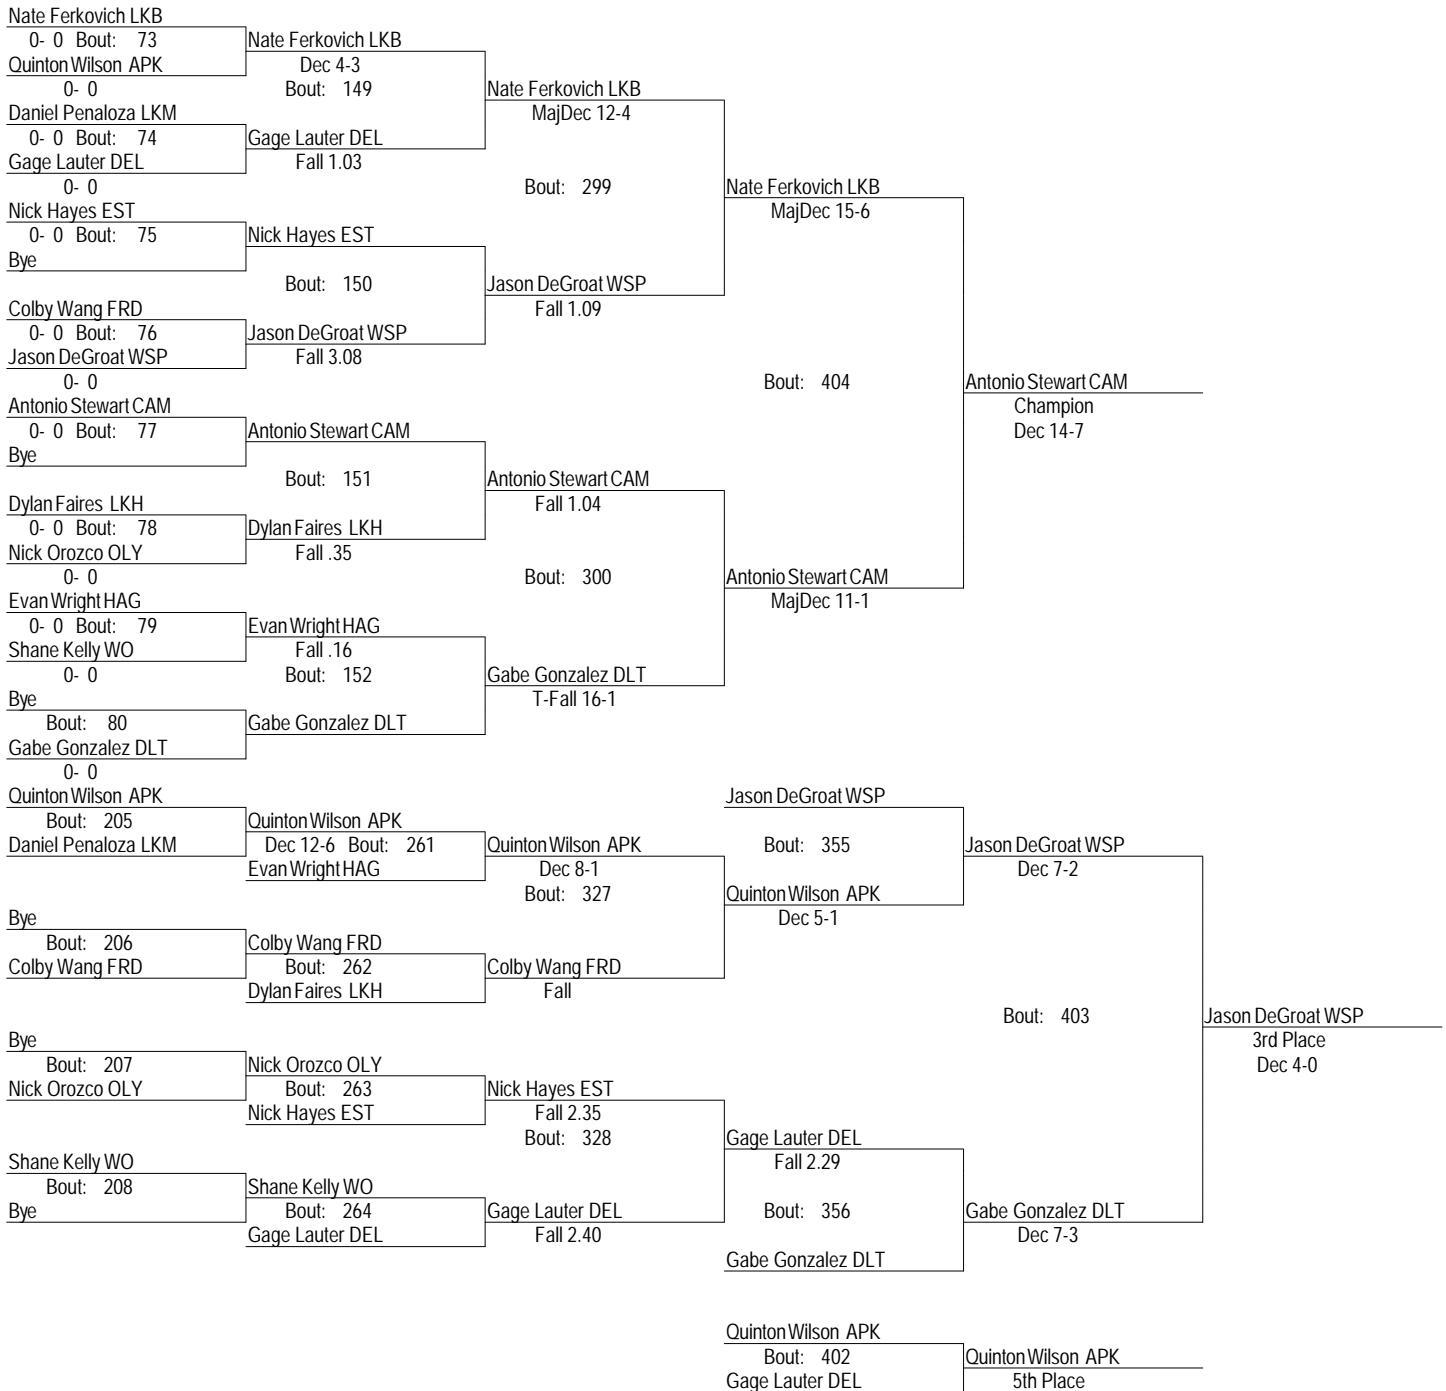 Nate Ferkovich LKB
0- 0 Bout: 73
Nate Ferkovich LKB
Quinton Wilson APK
Dec 4-3
0- 0
Bout: 149
Nate Ferkovich LKB
Daniel Penaloza LKM
MajDec 12-4
0- 0 Bout: 74
Gage Lauter DEL
Gage Lauter DEL
Fall 1.03
0- 0
Bout: 299
Nate Ferkovich LKB
Nick Hayes EST
MajDec 15-6
0- 0 Bout: 75
Nick Hayes EST
Bye
Bout: 150
Jason DeGroat WSP
Colby Wang FRD
Fall 1.09
0- 0 Bout: 76
Jason DeGroat WSP
Jason DeGroat WSP
Fall 3.08
0- 0
Bout: 404
Antonio Stewart CAM
Antonio Stewart CAM
Champion
0- 0 Bout: 77
Antonio Stewart CAM
Dec 14-7
Bye
Bout: 151
Antonio Stewart CAM
Dylan Faires LKH
Fall 1.04
0- 0 Bout: 78
Dylan Faires LKH
Nick Orozco OLY
Fall .35
0- 0
Bout: 300
Antonio Stewart CAM
Evan Wright HAG
MajDec 11-1
0- 0 Bout: 79
Evan Wright HAG
Shane Kelly WO
Fall .16
0- 0
Bout: 152
Gabe Gonzalez DLT
Bye
T-Fall 16-1
Bout: 80
Gabe Gonzalez DLT
Gabe Gonzalez DLT
0- 0
Quinton Wilson APK
Jason DeGroat WSP
Bout: 205
Quinton Wilson APK
Daniel Penaloza LKM
Dec 12-6 Bout: 261
Quinton Wilson APK
Bout: 355
Jason DeGroat WSP
Evan Wright HAG
Dec 8-1
Dec 7-2
Bout: 327
Quinton Wilson APK
Bye
Dec 5-1
Bout: 206
Colby Wang FRD
Colby Wang FRD
Bout: 262
Colby Wang FRD
Dylan Faires LKH
Fall
Bout: 403
Jason DeGroat WSP
Bye
3rd Place
Bout: 207
Nick Orozco OLY
Dec 4-0
Nick Orozco OLY
Bout: 263
Nick Hayes EST
Nick Hayes EST
Fall 2.35
Bout: 328
Gage Lauter DEL
Shane Kelly WO
Fall 2.29
Bout: 208
Shane Kelly WO
Bye
Bout: 264
Gage Lauter DEL
Bout: 356
Gabe Gonzalez DLT
Gage Lauter DEL
Fall 2.40
Dec 7-3
Gabe Gonzalez DLT
Quinton Wilson APK
Bout: 402
Quinton Wilson APK
Gage Lauter DEL
5th Place